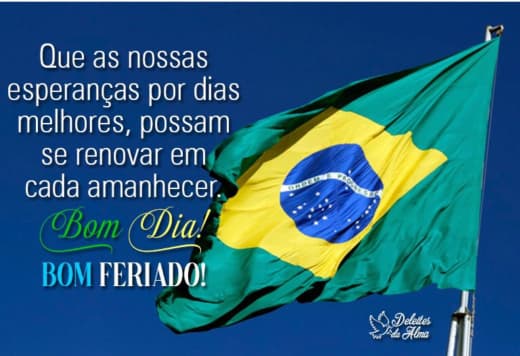 Que as nossas
esperanças por dias
melhores, possam
se renovar em
cada amanhecer.
Bom Dia!
BOM FERIADO!
ORDEM E PROGRESSO
Deleites
da Alma